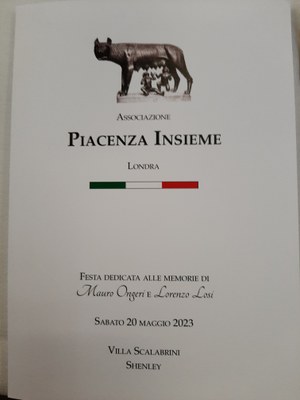 Associazione
Piacenza Insieme
Londra
Festa dedicata alle memorie di
Mauro Ongeri e Lorenzo Losi
Sabato 20 maggio 2023
Villa Scalabrini
Shenley